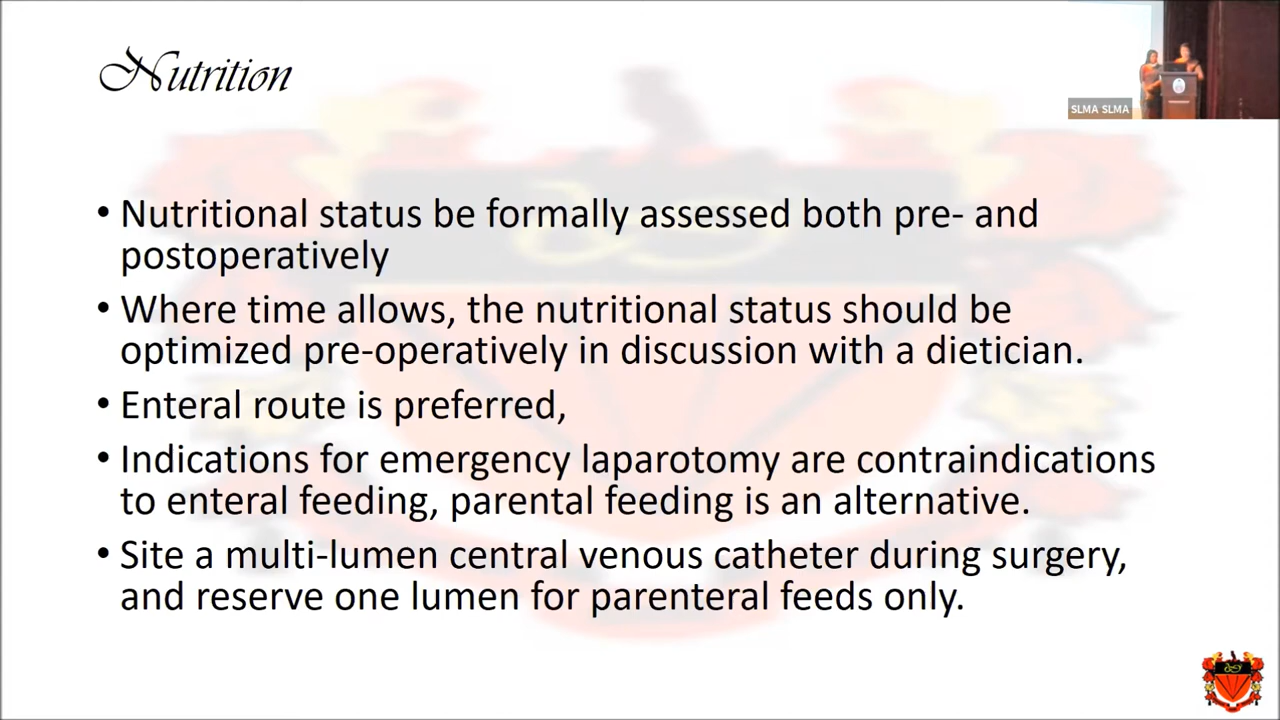 Nutrition
SLMA SLMA
• Nutritional status be formally assessed both pre- and
postoperatively
• Where time allows, the nutritional status should be
optimized pre-operatively in discussion with a dietician.
• Enteral route is preferred,
• Indications for emergency laparotomy are contraindications
to enteral feeding, parental feeding is an alternative.
• Site a multi-lumen central venous catheter during surgery,
and reserve one lumen for parenteral feeds only.